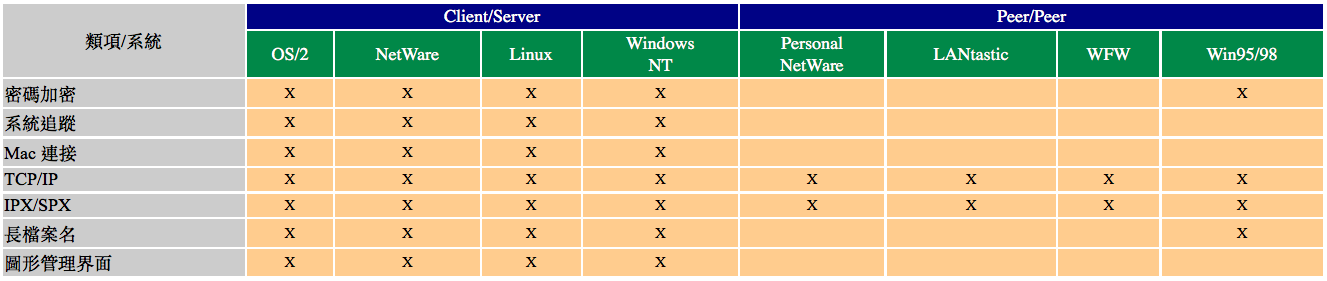 類項/系統 Client/Server Peer/Peer
OS/2 NetWare Linux Windows NT Personal NetWare LANtastic WFW Win95/98
密碼加密 X X X X X
系統追蹤 X X X X
Mac 連接 X X X X
TCP/IP X X X X X X X X
IPX/SPX X X X X X X X X
長檔案名 X X X X X
圖形管理界面 X X X X